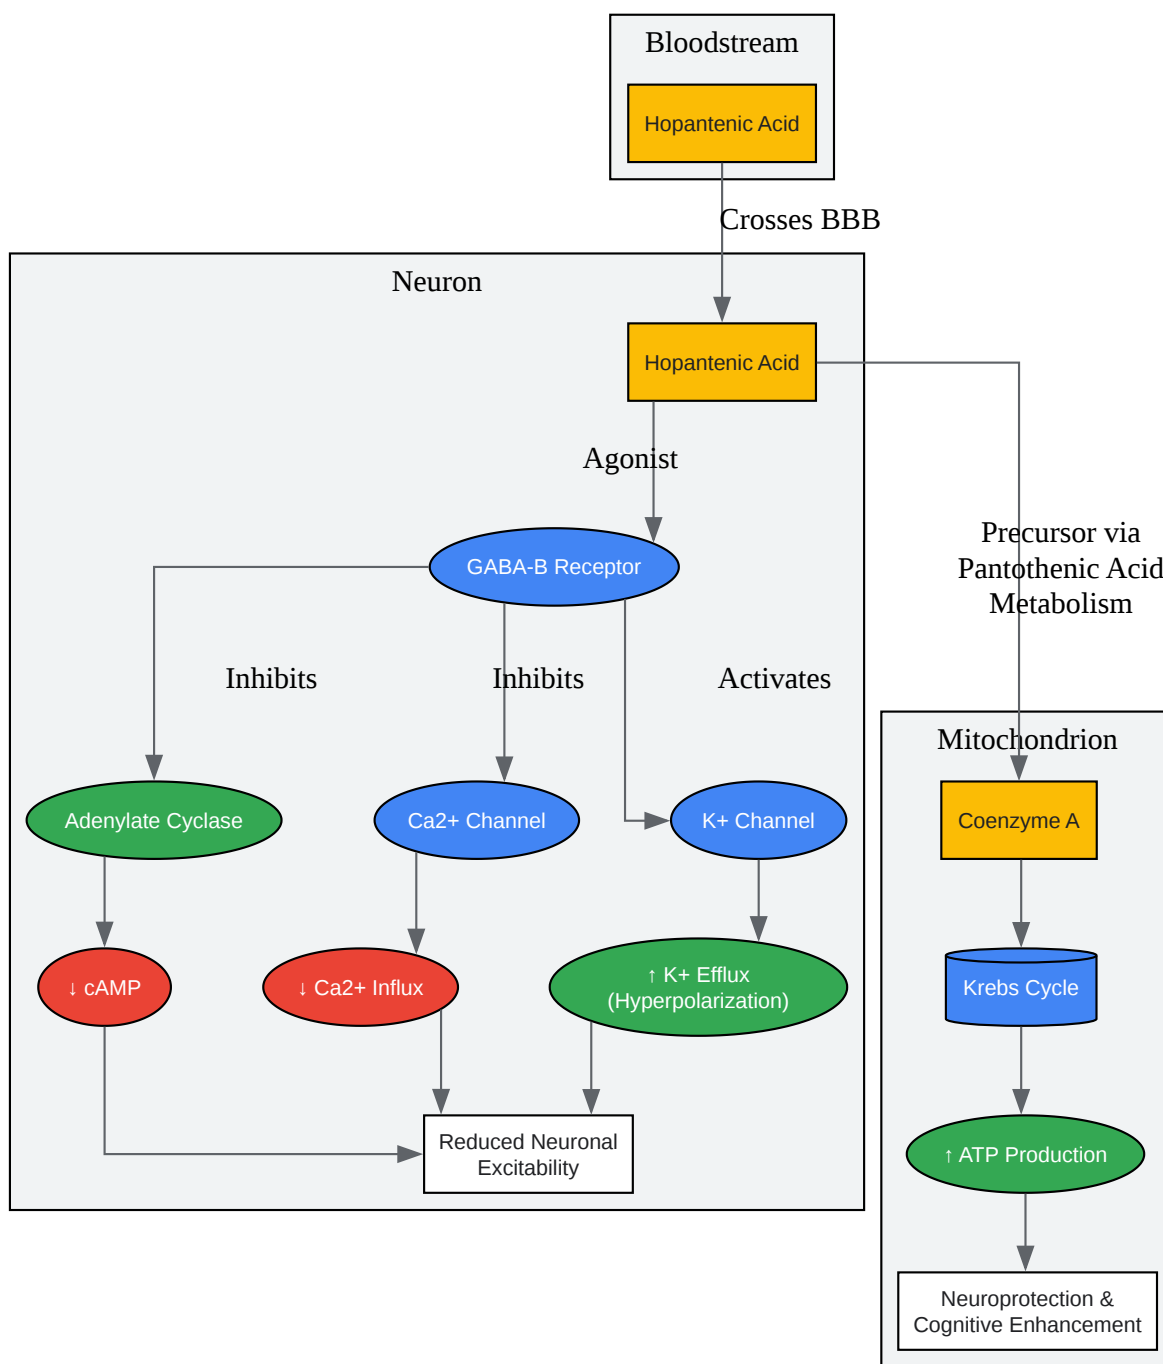 Bloodstream
Hopantenic Acid
Crosses BBB
Neuron
Hopantenic Acid
Agonist
GABA-B Receptor
Precursor via
Pantothenic Acid
Metabolism
Inhibits
Inhibits
Activates
Mitochondrion
Adenylate Cyclase
Ca2+ Channel
K+ Channel
Coenzyme A
↓ cAMP
↓ Ca2+ Influx
↑ K+ Efflux
(Hyperpolarization)
Krebs Cycle
Reduced Neuronal
Excitability
↑ ATP Production
Neuroprotection &
Cognitive Enhancement